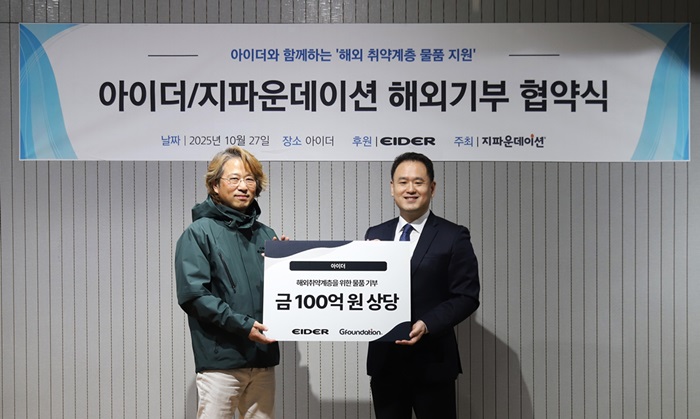 아이더와 함께하는 '해외 취약계층 물품 지원'
아이더/지파운데이션 해외기부 협약식
날짜 | 2025년 10월 27일 장소 아이더 후원 | EIDER 주최 | 지파운데이션
아이더
해외취약계층을 위한 물품 기부
금 100억 원 상당
EIDER Gfoundation